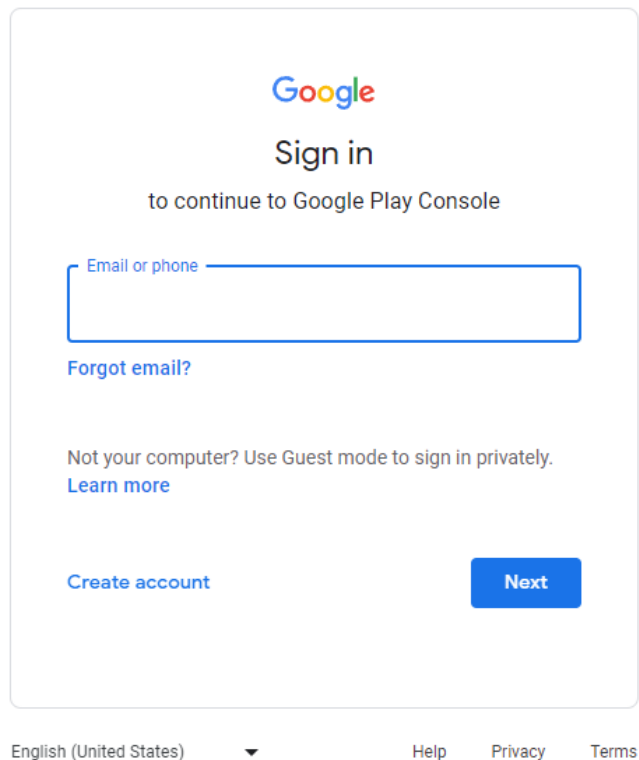 Google
Sign in
to continue to Google Play Console
Email or phone
Forgot email?
Not your computer? Use Guest mode to sign in privately.
Learn more
Create account
Next
English (United States)
Help
Privacy
Terms